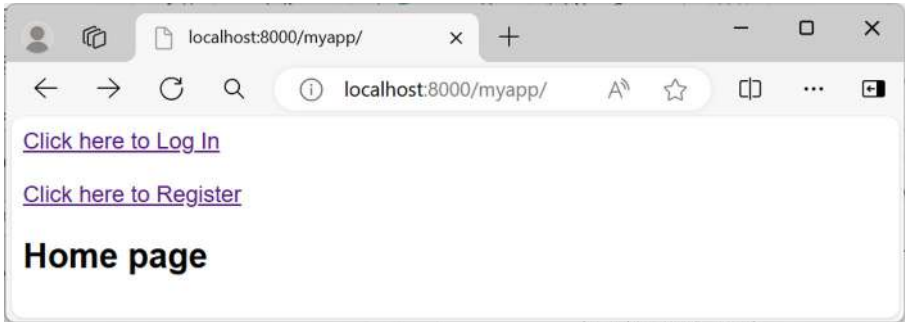 localhost:8000/myapp/
localhost:8000/myapp/
Click here to Log In
Click here to Register
Home page